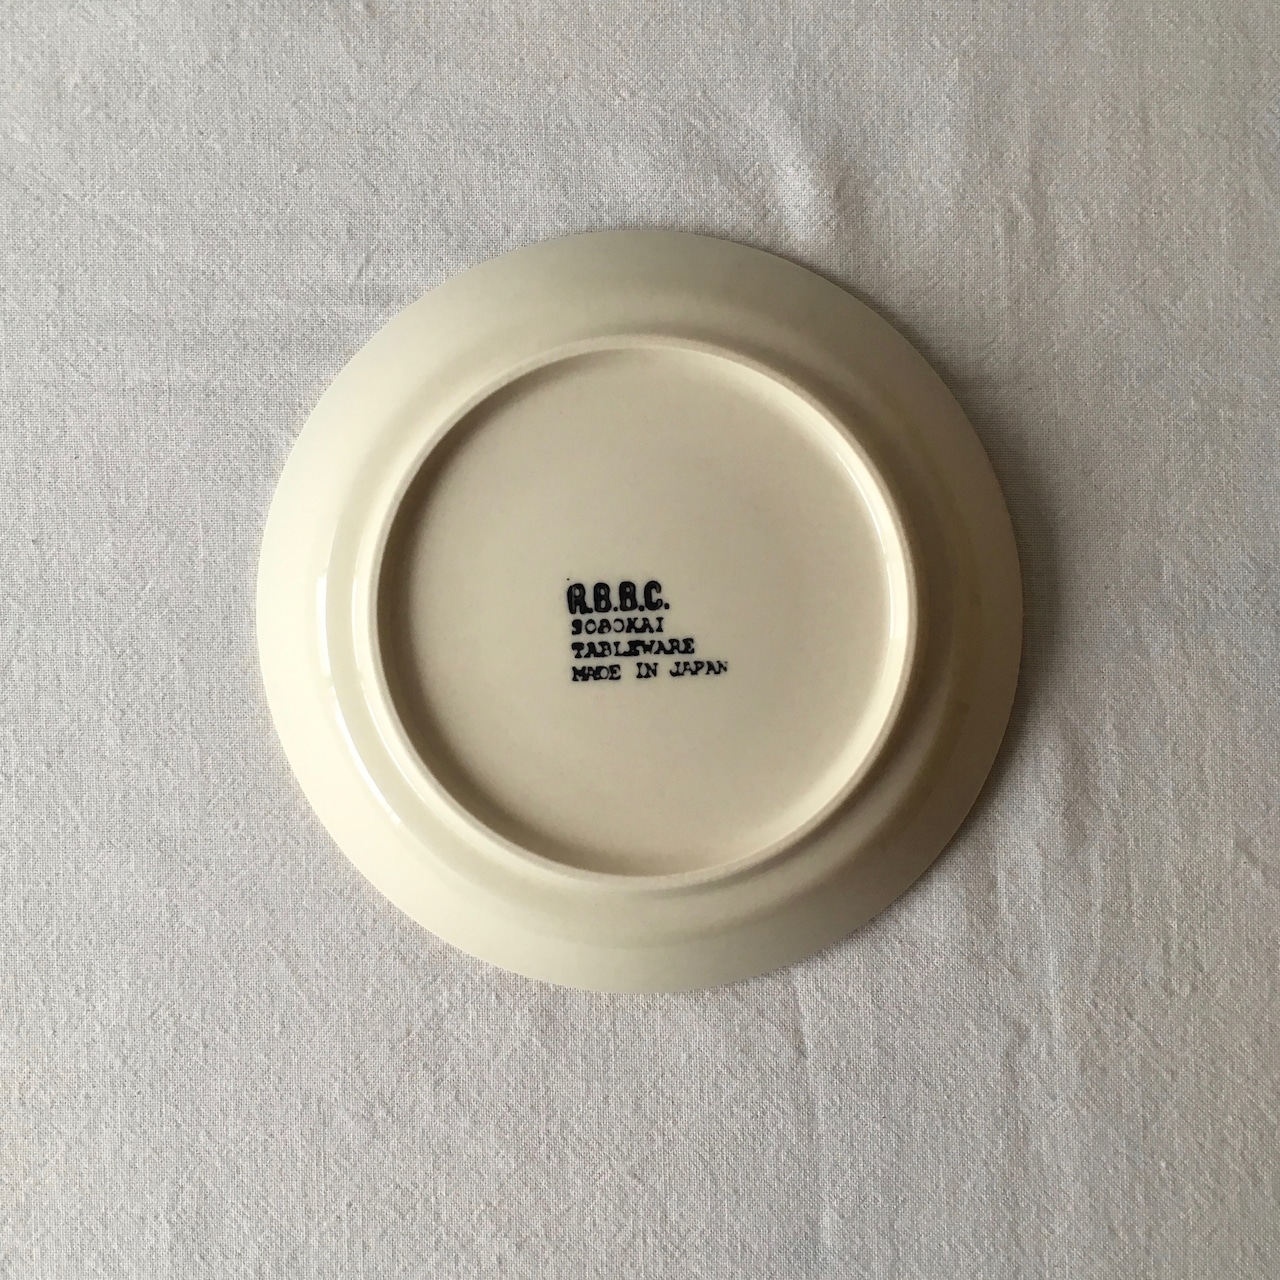 R.B.B.C.
SOBOKAI
TABLEWARE
MADE IN JAPAN